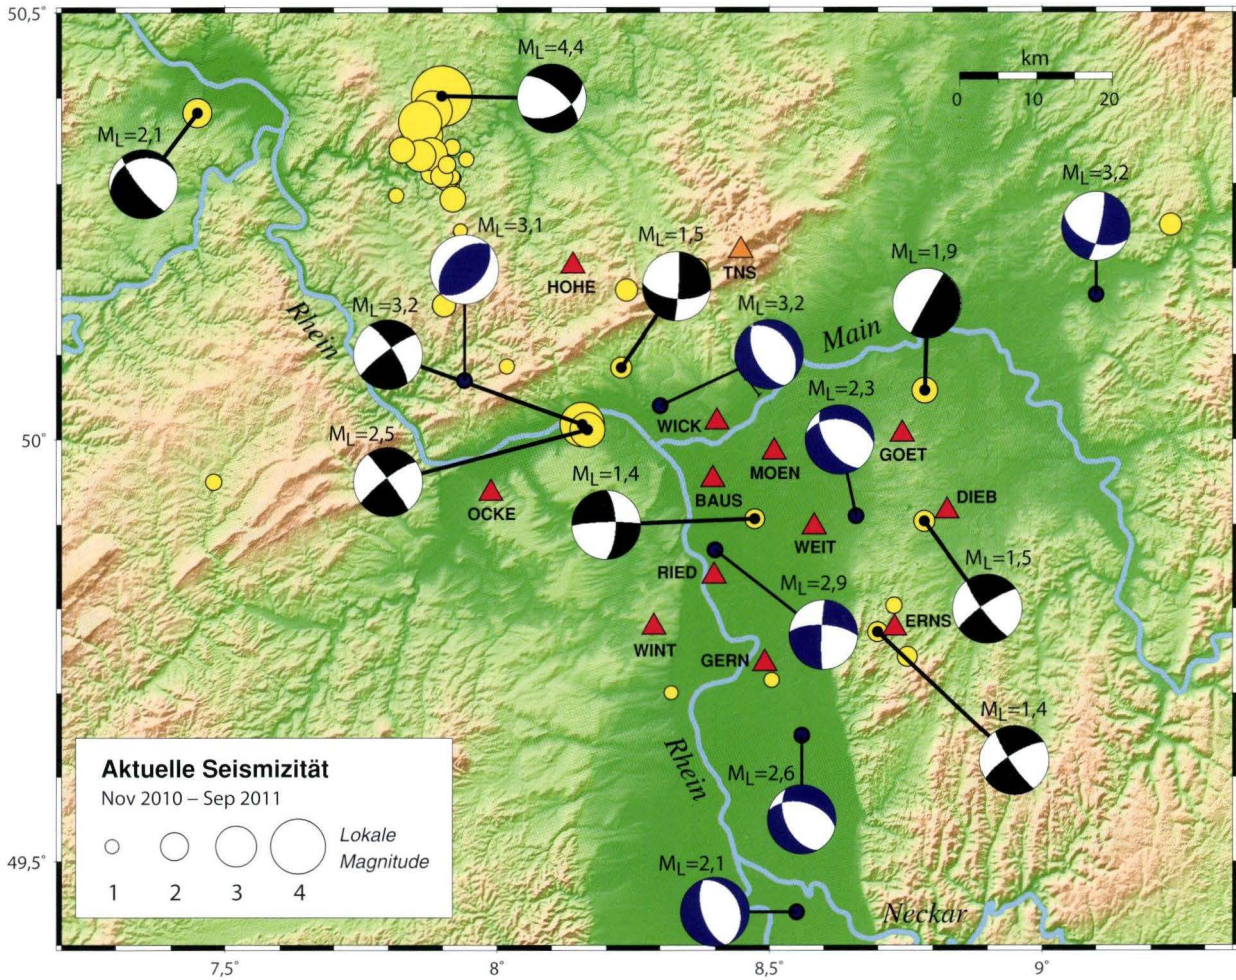 50,5˚
M_L=4,4
km
0 10 20
M_L=2,1
M_L=3,2
M_L=3,1
M_L=1,5
TNS
HOHE
M_L=1,9
Rhein
M_L=3,2
M_L=3,2
Main
M_L=2,3
WICK
GOET
50˚
M_L=2,5
MOEN
M_L=1,4
BAUS
DIEB
OCKE
WEIT
M_L=1,5
RIED
M_L=2,9
ERNS
WINT
GERN
M_L=1,4
Rhein
M_L=2,6
Aktuelle Seismizität
Nov 2010 – Sep 2011
Lokale
Magnitude
1 2 3 4
49,5˚
M_L=2,1
Neckar
7,5˚ 8˚ 8,5˚ 9˚